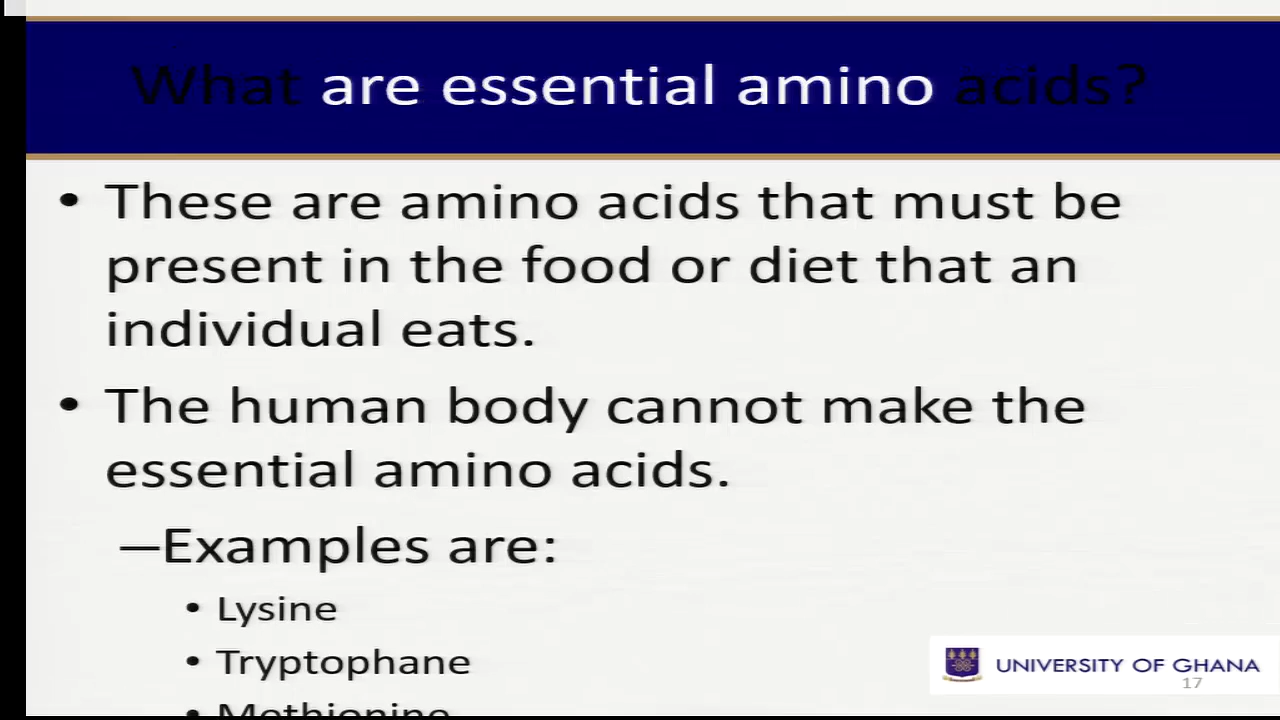 What are essential amino acids?
• These are amino acids that must be
present in the food or diet that an
individual eats.
• The human body cannot make the
essential amino acids.
—Examples are:
• Lysine
• Tryptophane
• Methionine
UNIVERSITY OF GHANA
17